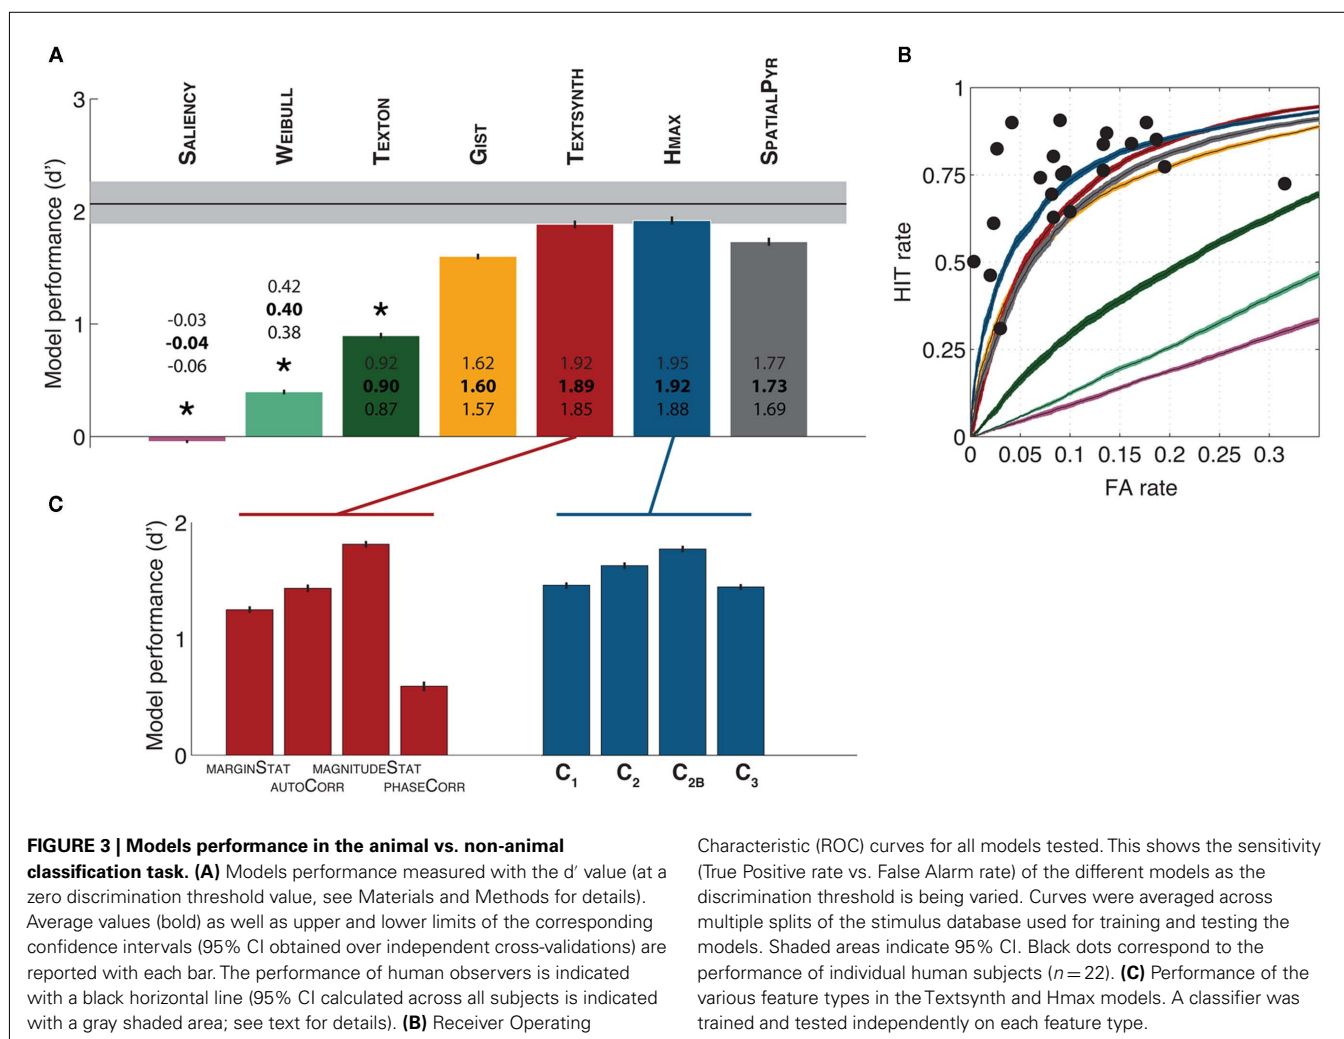 A
SALIENCY
WEIBULL
TEXTON
GIST
TEXTSYNTH
HMAX
SPATIALPYR
Model performance (d')
3
2
1
0
-0.03
-0.04
-0.06
*
0.42
0.40
0.38
*
*
0.92
0.90
0.87
1.62
1.60
1.57
1.92
1.89
1.85
1.95
1.92
1.88
1.77
1.73
1.69
B
HIT rate
1
0.75
0.5
0.25
0
0 0.05 0.1 0.15 0.2 0.25 0.3
FA rate
C
Model performance (d')
2
1
0
MARGINSTAT MAGNITUDESTAT
AUTOCORR PHASECORR
C1 C2 C2B C3
FIGURE 3 | Models performance in the animal vs. non-animal
classification task. (A) Models performance measured with the d′ value (at a
zero discrimination threshold value, see Materials and Methods for details).
Average values (bold) as well as upper and lower limits of the corresponding
confidence intervals (95% CI obtained over independent cross-validations) are
reported with each bar. The performance of human observers is indicated
with a black horizontal line (95% CI calculated across all subjects is indicated
with a gray shaded area; see text for details). (B) Receiver Operating
Characteristic (ROC) curves for all models tested. This shows the sensitivity
(True Positive rate vs. False Alarm rate) of the different models as the
discrimination threshold is being varied. Curves were averaged across
multiple splits of the stimulus database used for training and testing the
models. Shaded areas indicate 95% CI. Black dots correspond to the
performance of individual human subjects (n = 22). (C) Performance of the
various feature types in the Textsynth and Hmax models. A classifier was
trained and tested independently on each feature type.